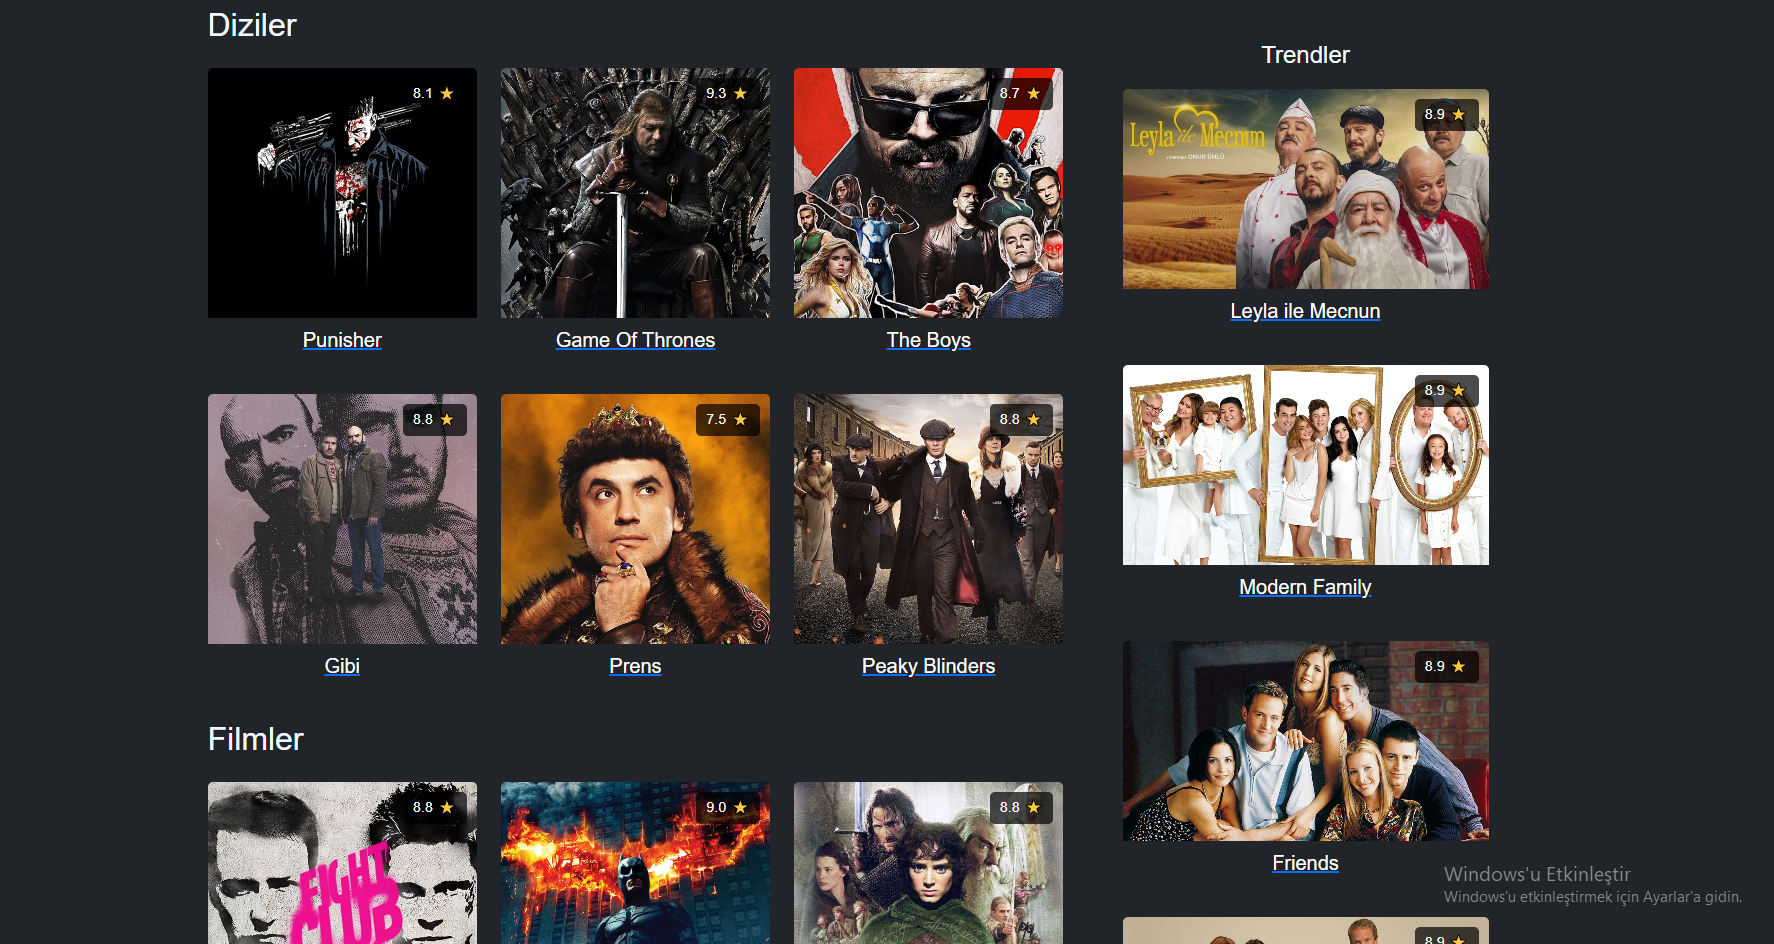 Diziler
8.1
Punisher
9.3
Game Of Thrones
8.7
The Boys
8.8
Gibi
7.5
Prens
8.8
Peaky Blinders
Filmler
8.8
FIGHT
CLUB
9.0
8.8
Trendler
Leyla ile Mecnun
YÖNETMEN ONUR ÜNLÜ
8.9
Leyla ile Mecnun
8.9
Modern Family
8.9
Friends
8.9
Windows'u Etkinleştir
Windows'u etkinleştirmek için Ayarlar'a gidin.